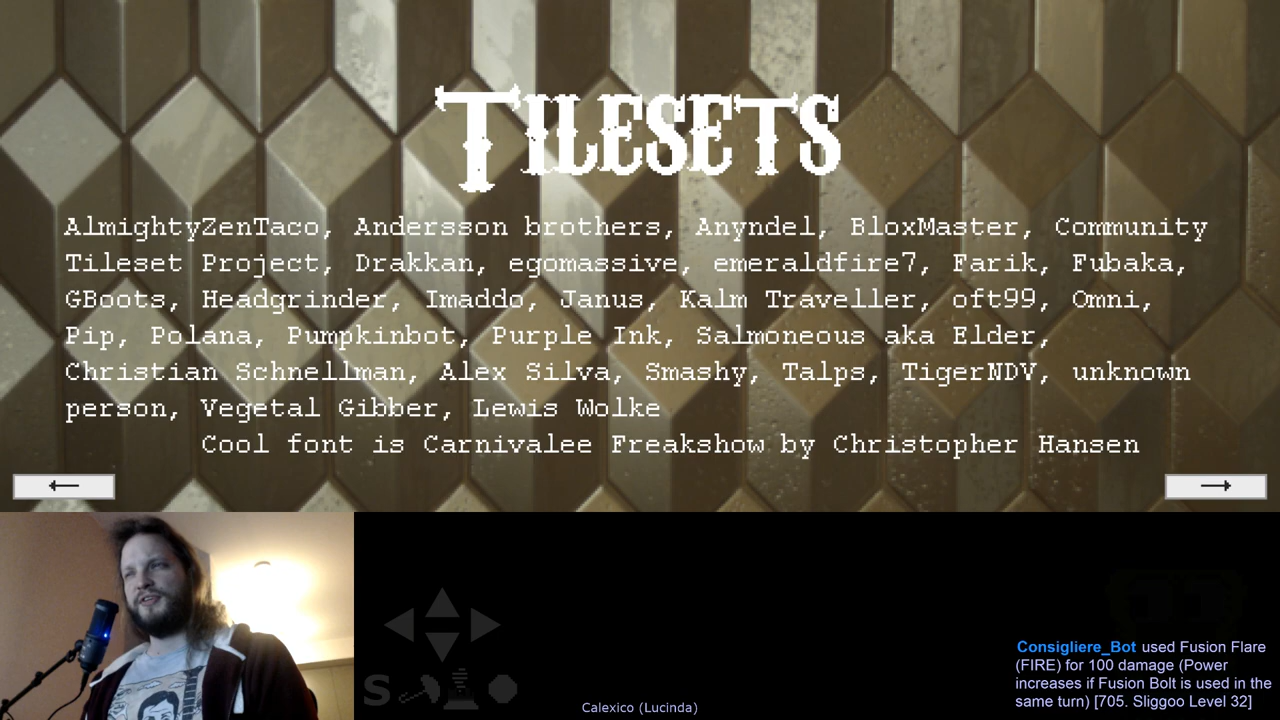 TILESETS
AlmightyZenTaco, Andersson brothers, Anyndel, BloxMaster, Community
Tileset Project, Drakkan, egomassive, emeraldfire7, Farik, Fubaka,
GBoots, Headgrinder, Imaddo, Janus, Kalm Traveller, oft99, Omni,
Pip, Polana, Pumpkinbot, Purple Ink, Salmoneous aka Elder,
Christian Schnellman, Alex Silva, Smashy, Talps, TigerNDV, unknown
person, Vegetal Gibber, Lewis Wolke
Cool font is Carnivalee Freakshow by Christopher Hansen
S
Calexico (Lucinda)
Consigliere_Bot used Fusion Flare
(FIRE) for 100 damage (Power
increases if Fusion Bolt is used in the
same turn) [705. Sliggoo Level 32]